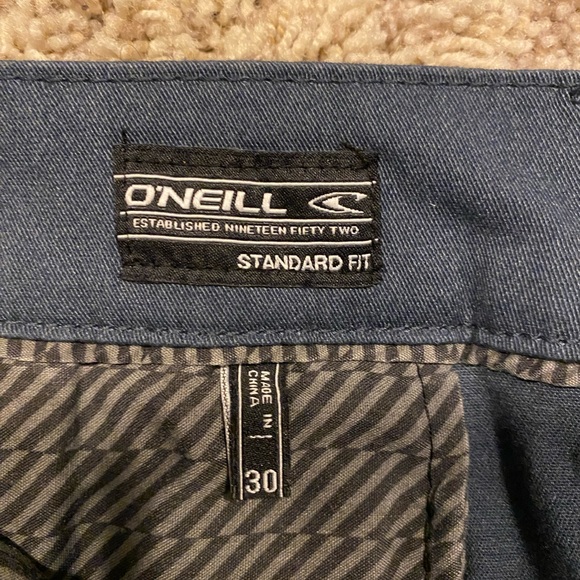 O'NEILL
ESTABLISHED NINETEEN FIFTY TWO
STANDARD FIT
MADE IN
CHINA
30